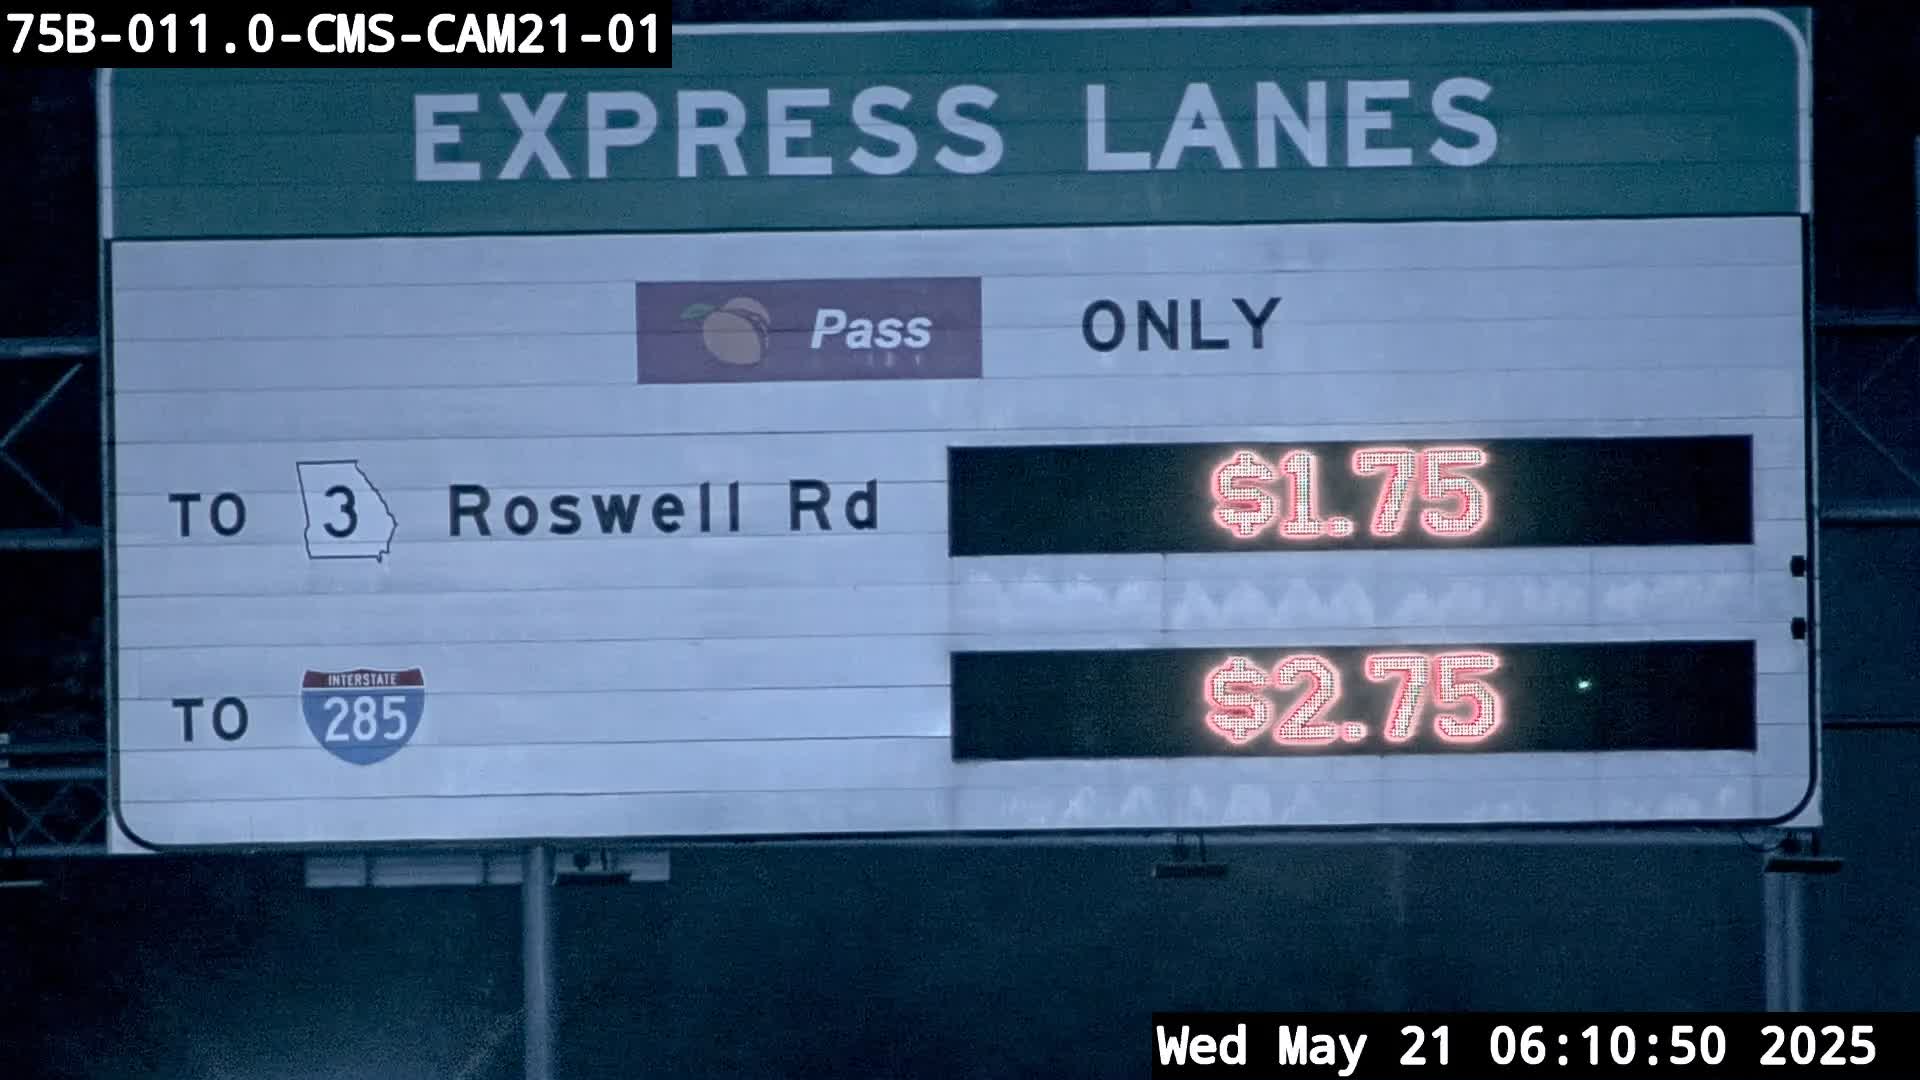 75B-011.0-CMS-CAM21-01
EXPRESS LANES
Pass ONLY
TO 3 Roswell Rd $1.75
TO INTERSTATE 285 $2.75
Wed May 21 06:10:50 2025